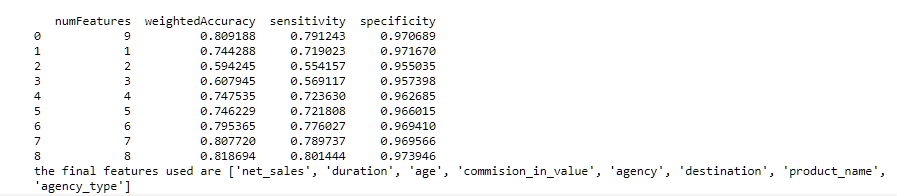 numFeatures weightedAccuracy sensitivity specificity
0 9 0.809188 0.791243 0.970689
1 1 0.744288 0.719023 0.971670
2 2 0.594245 0.554157 0.955035
3 3 0.607945 0.569117 0.957398
4 4 0.747535 0.723630 0.962685
5 5 0.746229 0.721808 0.966015
6 6 0.795365 0.776027 0.969410
7 7 0.807720 0.789737 0.969566
8 8 0.818694 0.801444 0.973946
the final features used are ['net_sales', 'duration', 'age', 'commision_in_value', 'agency', 'destination', 'product_name',
'agency_type']